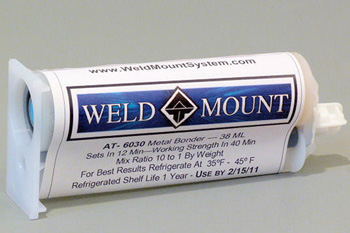 www.WeldMountSystem.com
WELD MOUNT
AT- 6030 Metal Bonder — 38 ML
Sets In 12 Min—Working Strength In 40 Min
Mix Ratio 10 to 1 By Weight
For Best Results Refrigerate At 35°F - 45° F
Refrigerated Shelf Life 1 Year - USE BY 2/15/11